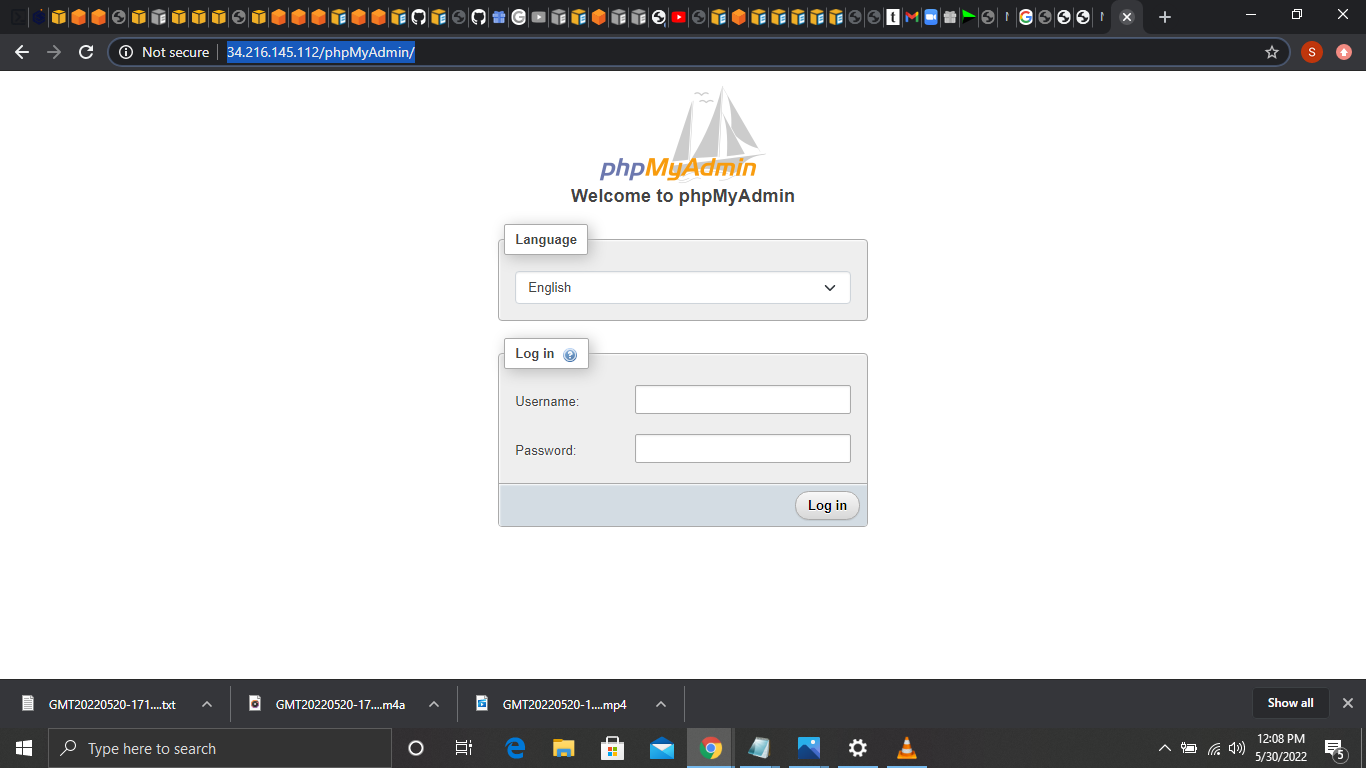 Not secure
34.216.145.112/phpMyAdmin/
S
phpMyAdmin
Welcome to phpMyAdmin
Language
English
Log in
Username:
Password:
Log in
GMT20220520-171....txt
GMT20220520-17....m4a
GMT20220520-1....mp4
Show all
Type here to search
12:08 PM
5/30/2022
5